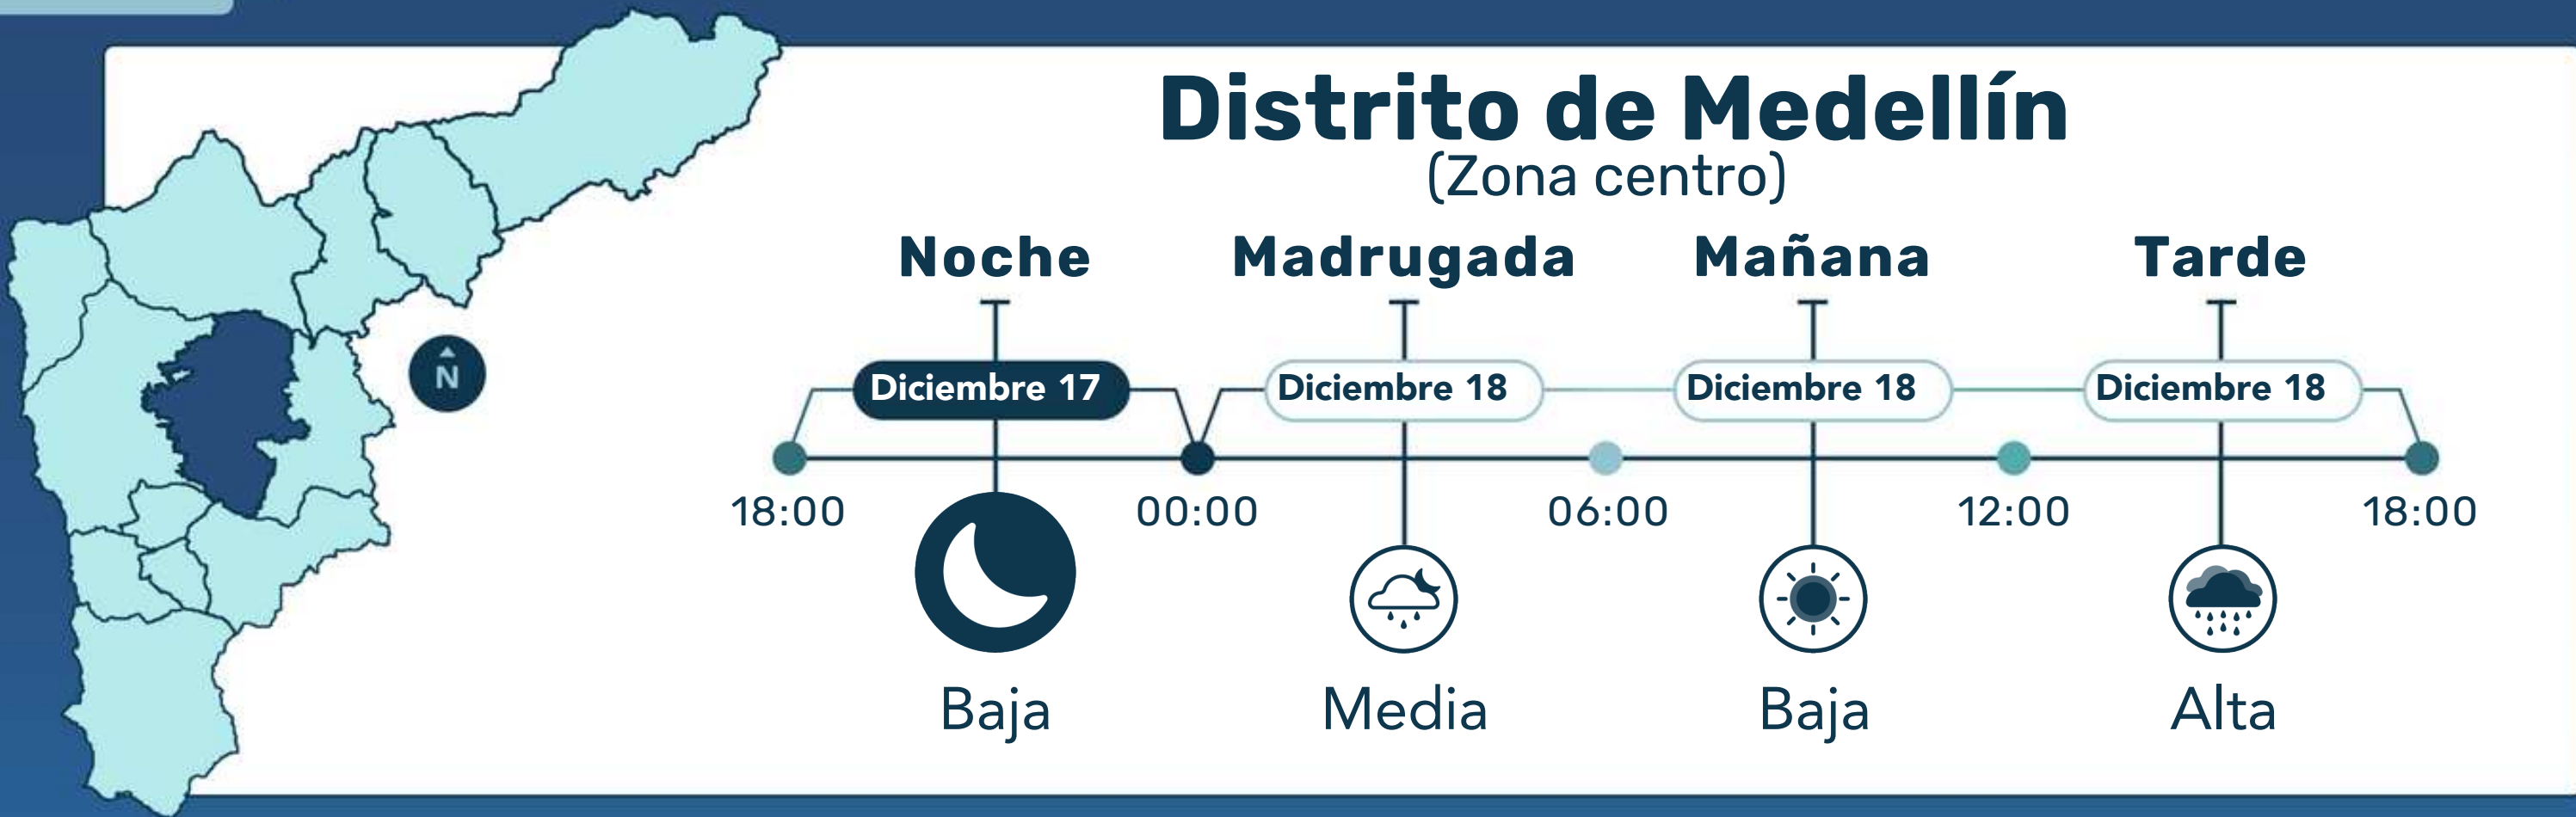 Distrito de Medellín
(Zona centro)
Noche Madrugada Mañana Tarde
N
Diciembre 17 Diciembre 18 Diciembre 18 Diciembre 18
18:00 00:00 06:00 12:00 18:00
Baja Media Baja Alta